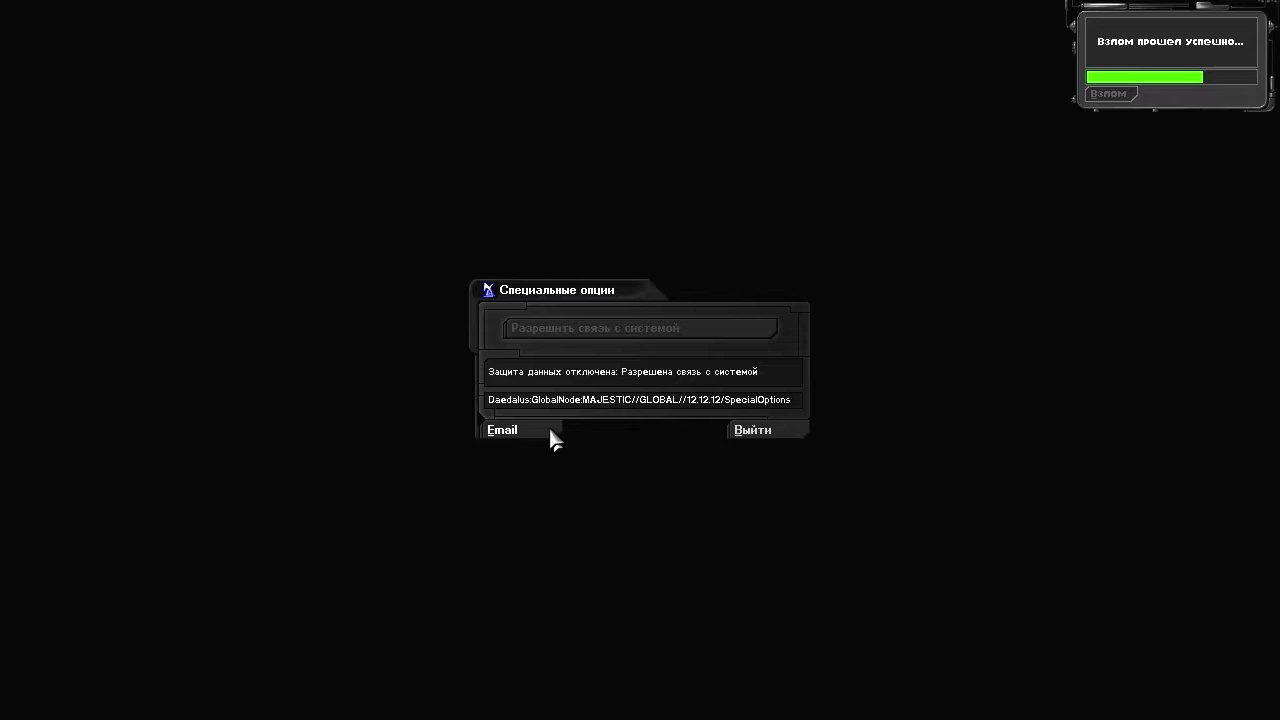 Взлом прошел успешно...
Взлом
Специальные опции
Разрешить связь с системой
Защита данных отключена: Разрешена связь с системой
Daedalus:GlobalNode:MAJESTIC//GLOBAL//12.12.12/SpecialOptions
Email
Выйти